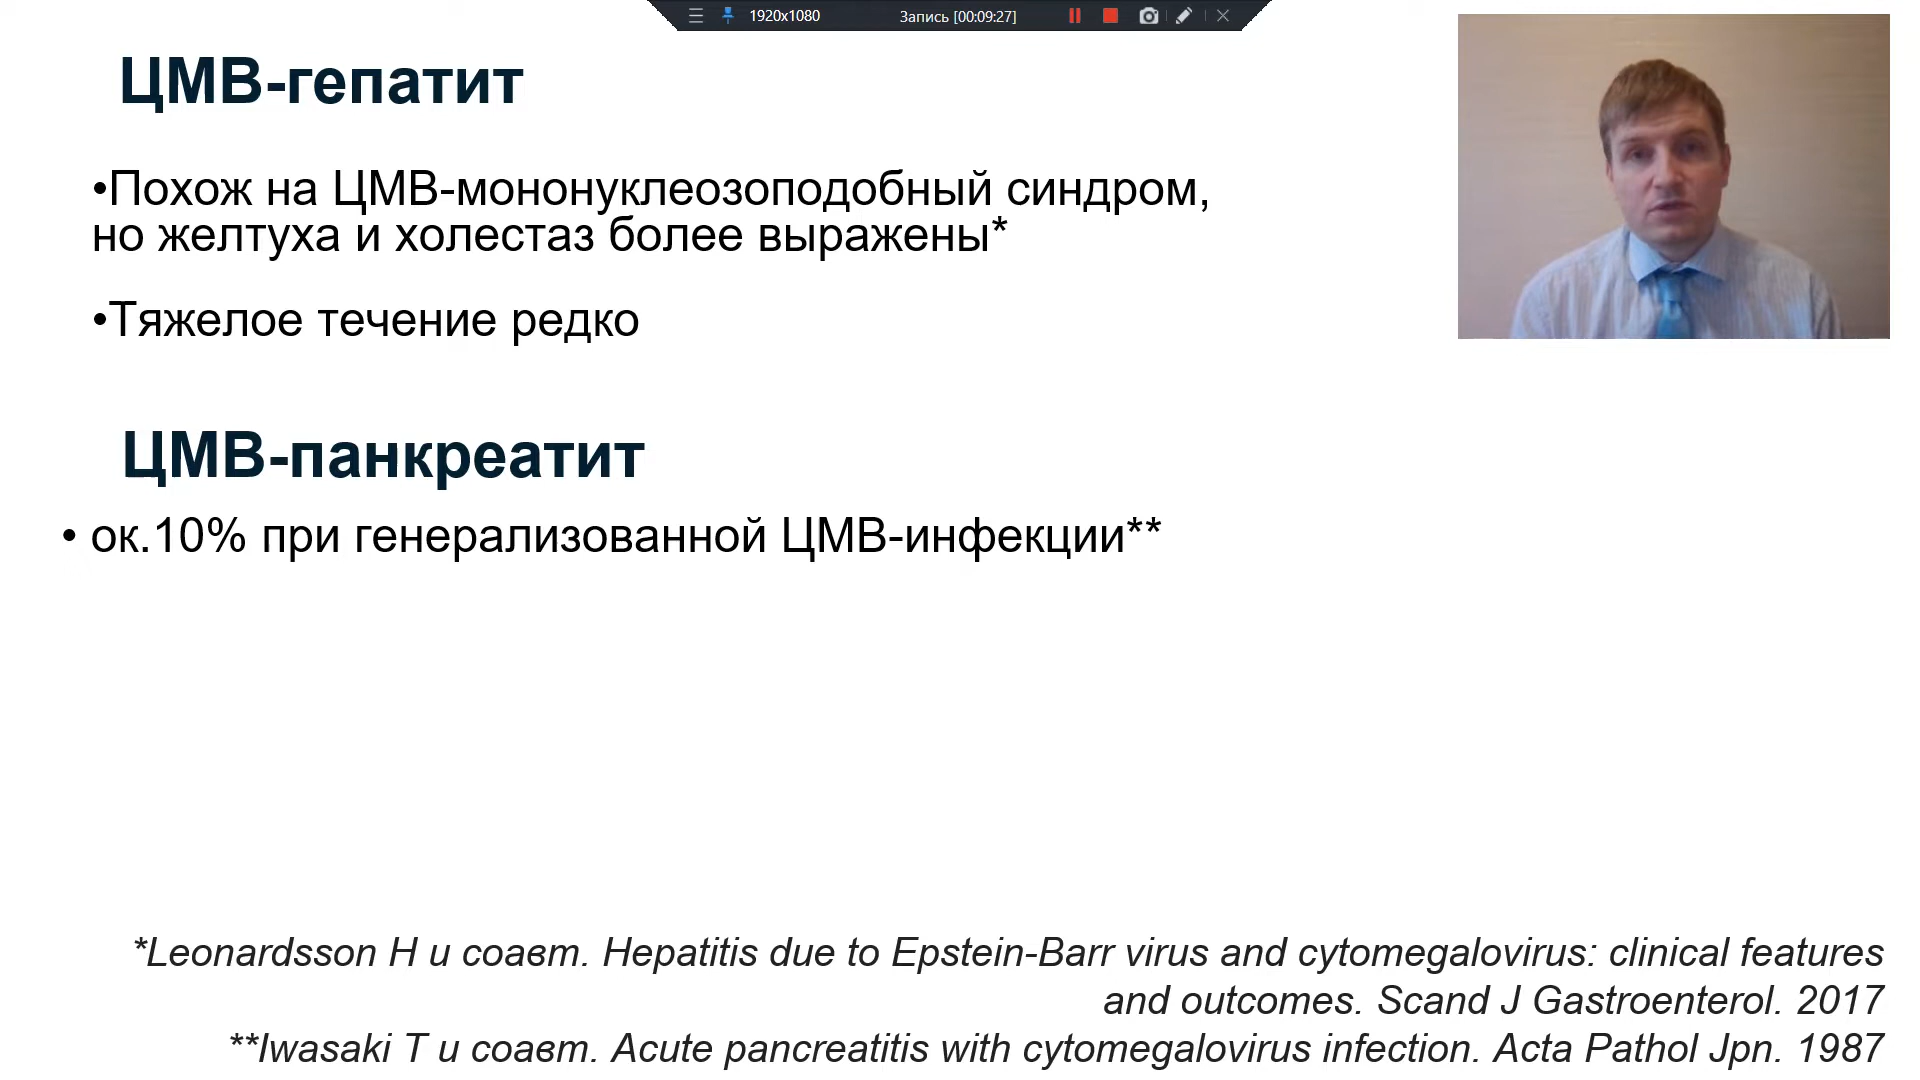 1920x1080 Запись [00:09:27]
ЦМВ-гепатит
•Похож на ЦМВ-мононуклеозоподобный синдром,
но желтуха и холестаз более выражены*
•Тяжелое течение редко
ЦМВ-панкреатит
• ок.10% при генерализованной ЦМВ-инфекции**
*Leonardsson H и соавт. Hepatitis due to Epstein-Barr virus and cytomegalovirus: clinical features
and outcomes. Scand J Gastroenterol. 2017
**Iwasaki T и соавт. Acute pancreatitis with cytomegalovirus infection. Acta Pathol Jpn. 1987